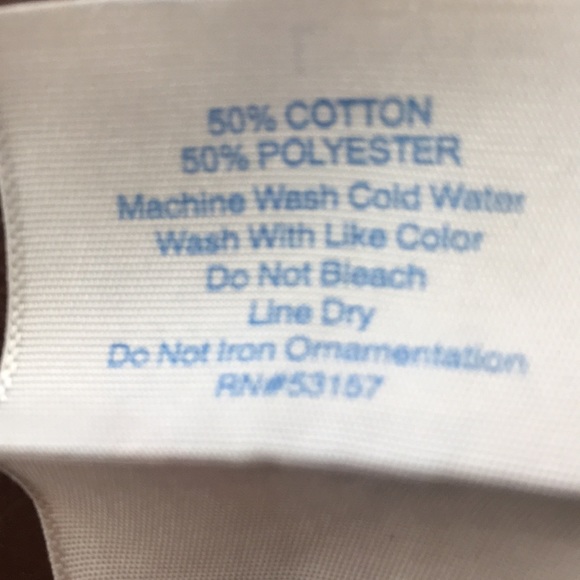 50% COTTON
50% POLYESTER
Machine Wash Cold Water
Wash With Like Color
Do Not Bleach
Line Dry
Do Not Iron Ornamentation
RN#53157